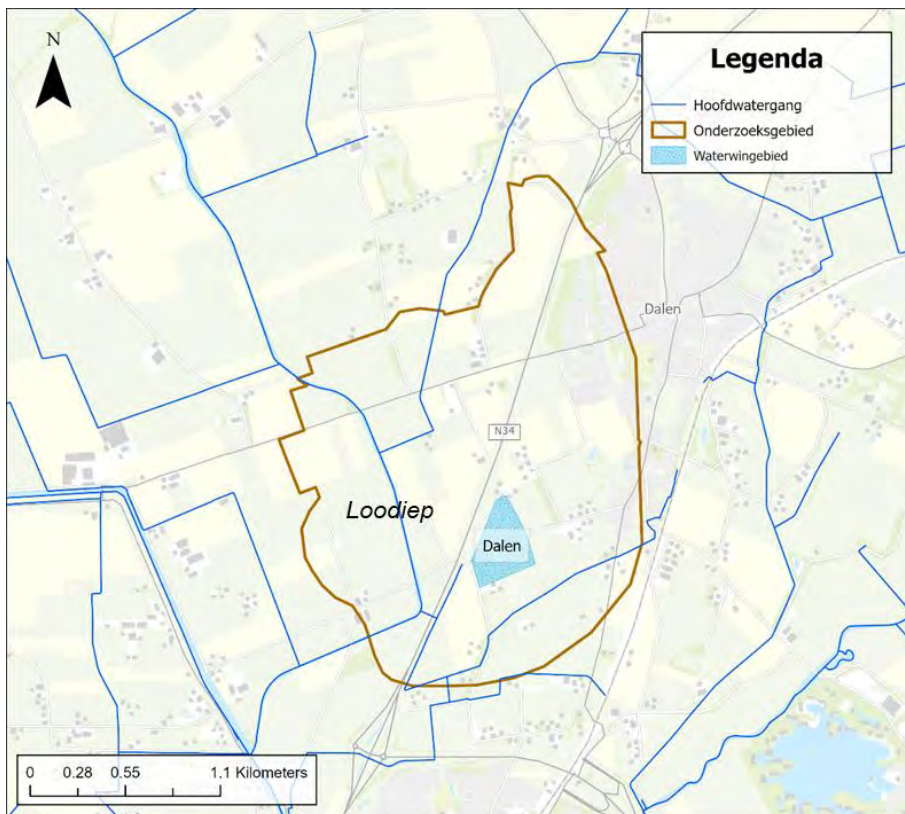 N
Legenda
Hoofdwatergang
Onderzoeksgebied
Waterwingebied
Dalen
N34
Loodiep
Dalen
0 0.28 0.55 1.1 Kilometers